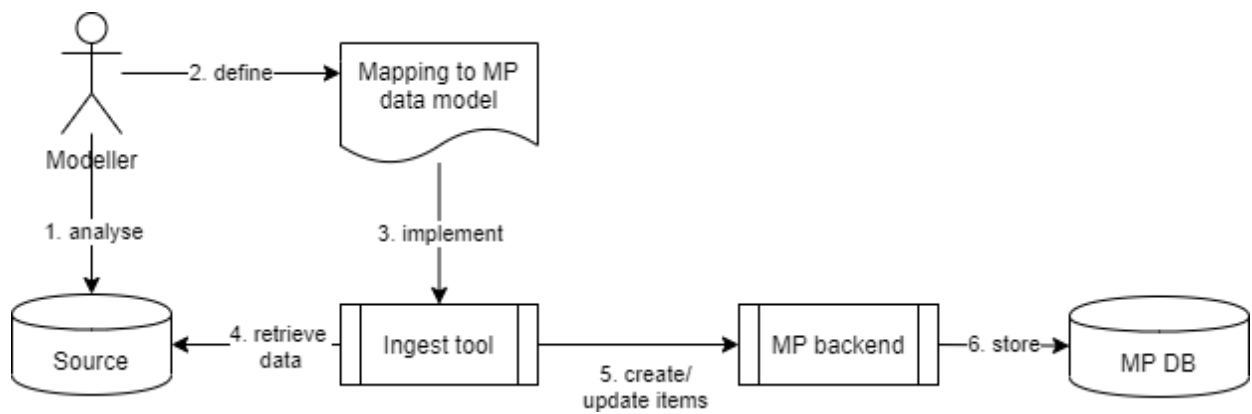 2. define
Mapping to MP
data model
Modeller
1. analyse
3. implement
Source
4. retrieve
data
Ingest tool
5. create/
update items
MP backend
6. store
MP DB